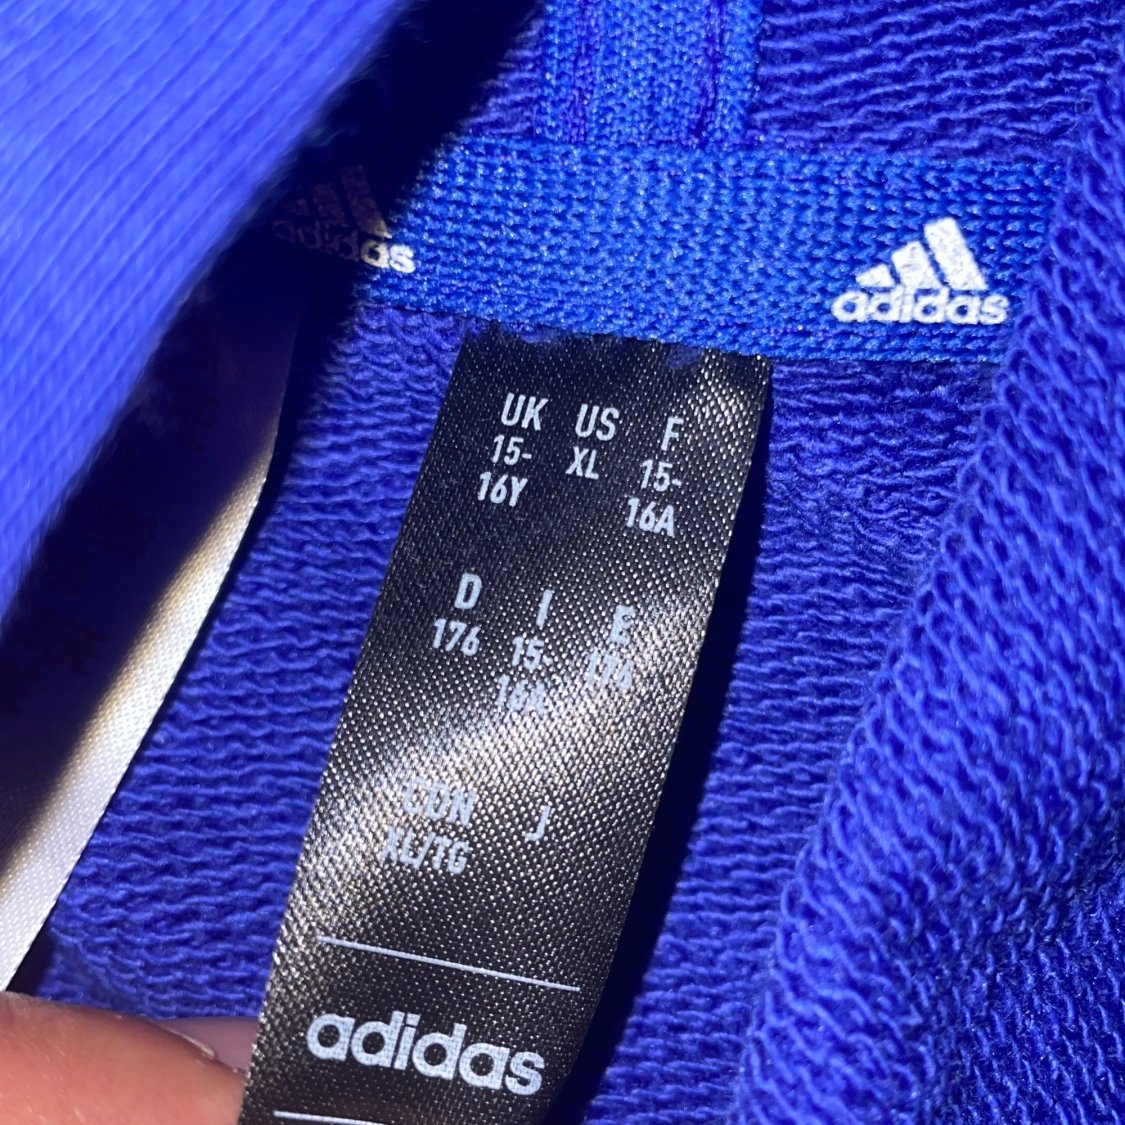 adidas
adidas
UK US F
15- XL 15-
16Y 16A
D I E
176 15- 176
16A
CDN J
XL/TG
adidas